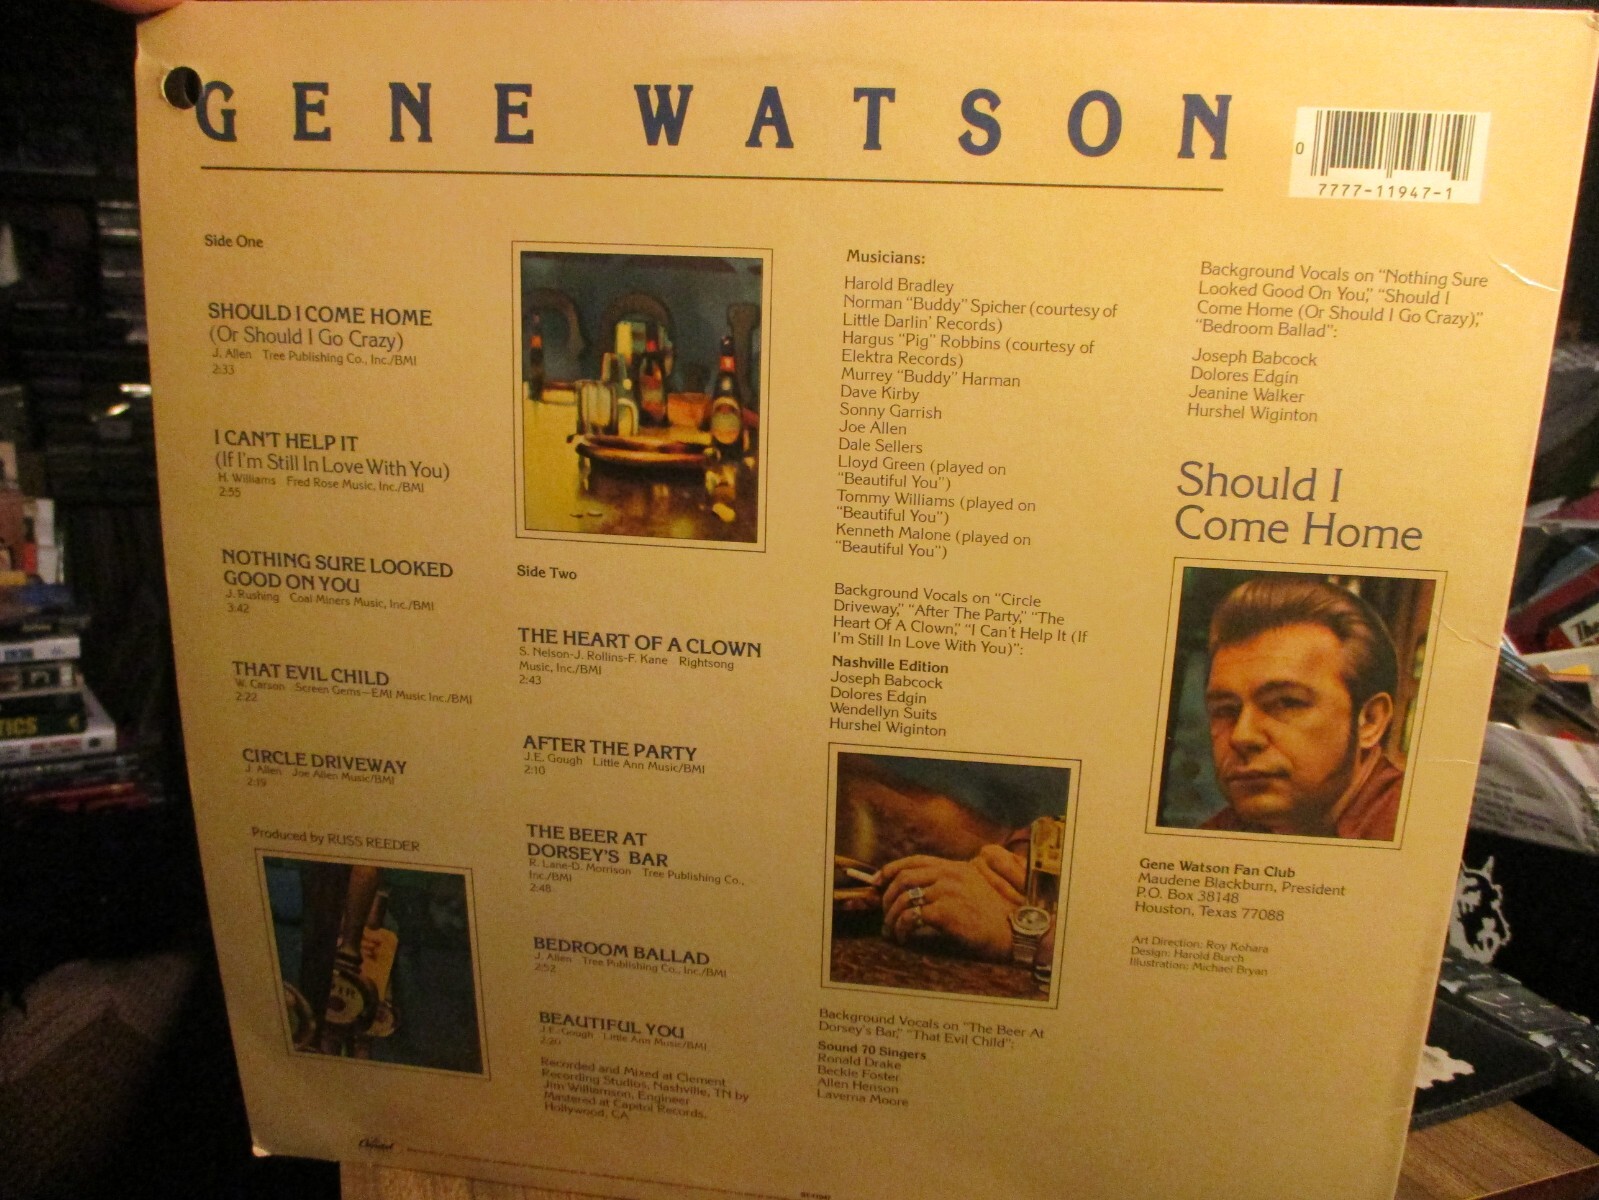 GENE WATSON
0
7777-11947-1
Side One
SHOULD I COME HOME
(Or Should I Go Crazy)
J. Allen Tree Publishing Co., Inc./BMI
2:33
I CAN'T HELP IT
(If I'm Still In Love With You)
H. Williams Fred Rose Music, Inc./BMI
2:55
NOTHING SURE LOOKED
GOOD ON YOU
J. Rushing Coal Miners Music, Inc./BMI
3:42
THAT EVIL CHILD
W. Carson Screen Gems—EMI Music Inc./BMI
2:22
CIRCLE DRIVEWAY
J. Allen Joe Allen Music/BMI
2:19
Produced by RUSS REEDER
Side Two
THE HEART OF A CLOWN
S. Nelson-J. Rollins-F. Kane Rightsong
Music, Inc./BMI
2:43
AFTER THE PARTY
J.E. Gough Little Ann Music/BMI
2:10
THE BEER AT
DORSEY'S BAR
R. Lane-D. Morrison Tree Publishing Co.,
Inc./BMI
2:48
BEDROOM BALLAD
J. Allen Tree Publishing Co., Inc./BMI
2:52
BEAUTIFUL YOU
J.E. Gough Little Ann Music/BMI
2:20
Recorded and Mixed at Clement
Recording Studios, Nashville, TN by
Jim Williamson, Engineer
Mastered at Capitol Records,
Hollywood, CA
Musicians:
Harold Bradley
Norman "Buddy" Spicher (courtesy of
Little Darlin' Records)
Hargus "Pig" Robbins (courtesy of
Elektra Records)
Murrey "Buddy" Harman
Dave Kirby
Sonny Garrish
Joe Allen
Dale Sellers
Lloyd Green (played on
"Beautiful You")
Tommy Williams (played on
"Beautiful You")
Kenneth Malone (played on
"Beautiful You")
Background Vocals on "Circle
Driveway," "After The Party," "The
Heart Of A Clown," "I Can't Help It (If
I'm Still In Love With You)":
Nashville Edition
Joseph Babcock
Dolores Edgin
Wendellyn Suits
Hurshel Wiginton
Background Vocals on "The Beer At
Dorsey's Bar," "That Evil Child":
Sound 70 Singers
Ronald Drake
Beckie Foster
Allen Henson
Laverna Moore
Background Vocals on "Nothing Sure
Looked Good On You," "Should I
Come Home (Or Should I Go Crazy),"
"Bedroom Ballad":
Joseph Babcock
Dolores Edgin
Jeanine Walker
Hurshel Wiginton
Should I
Come Home
Gene Watson Fan Club
Maudene Blackburn, President
P.O. Box 38148
Houston, Texas 77088
Art Direction: Roy Kohara
Design: Harold Burch
Illustration: Michael Bryan
Capitol